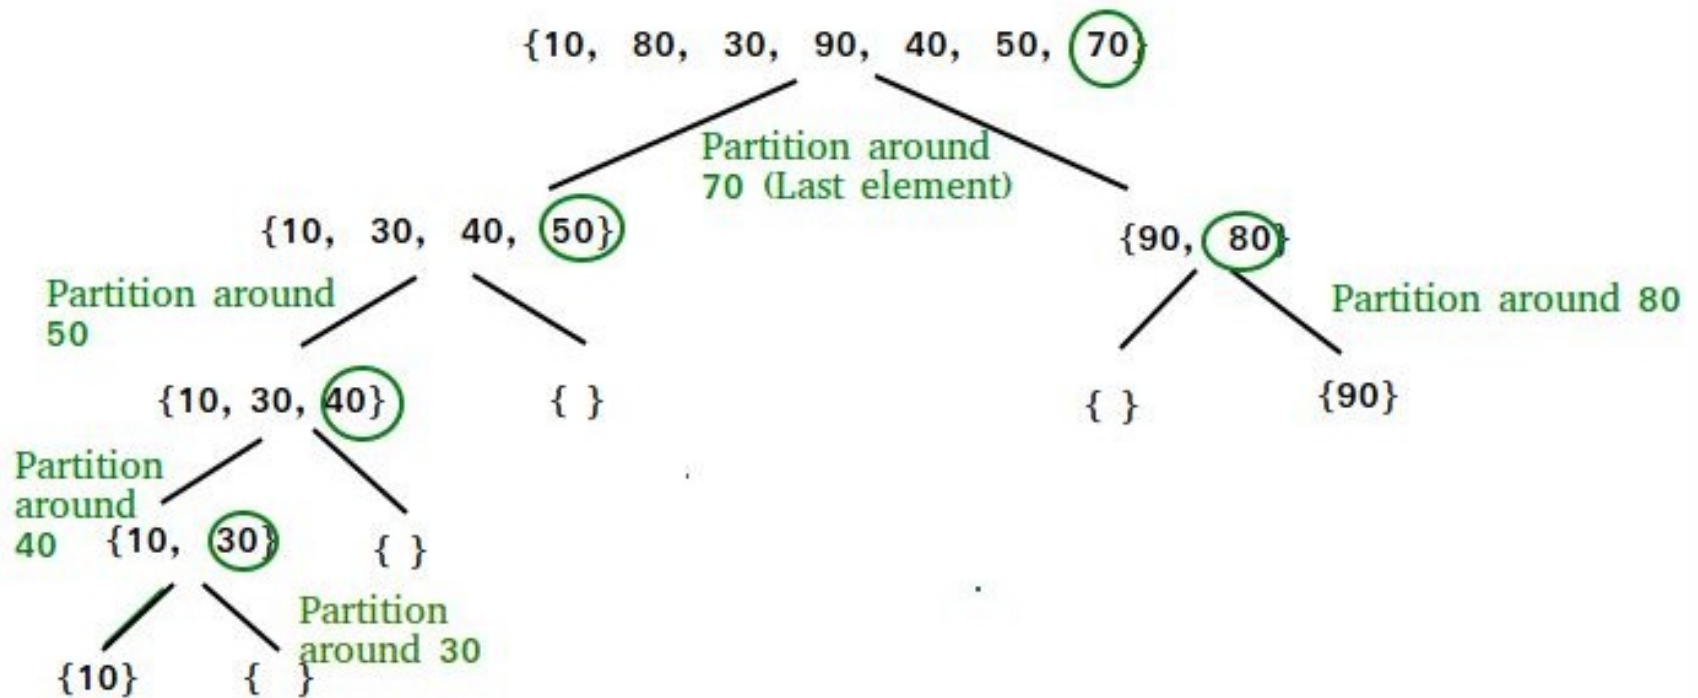 {10, 80, 30, 90, 40, 50, 70}
Partition around
70 (Last element)
{10, 30, 40, 50}
{90, 80}
Partition around
50
Partition around 80
{10, 30, 40}
{ }
{ }
{90}
Partition
around
40
{10, 30}
{ }
Partition
around 30
{10}
{ }